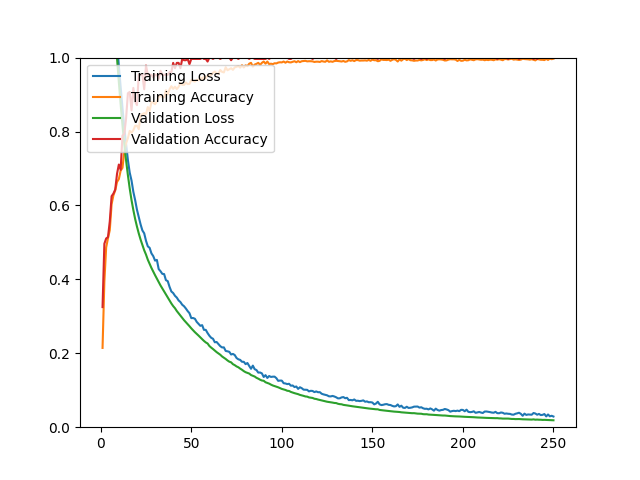 1.0
0.8
0.6
0.4
0.2
0.0
Training Loss
Training Accuracy
Validation Loss
Validation Accuracy
0 50 100 150 200 250